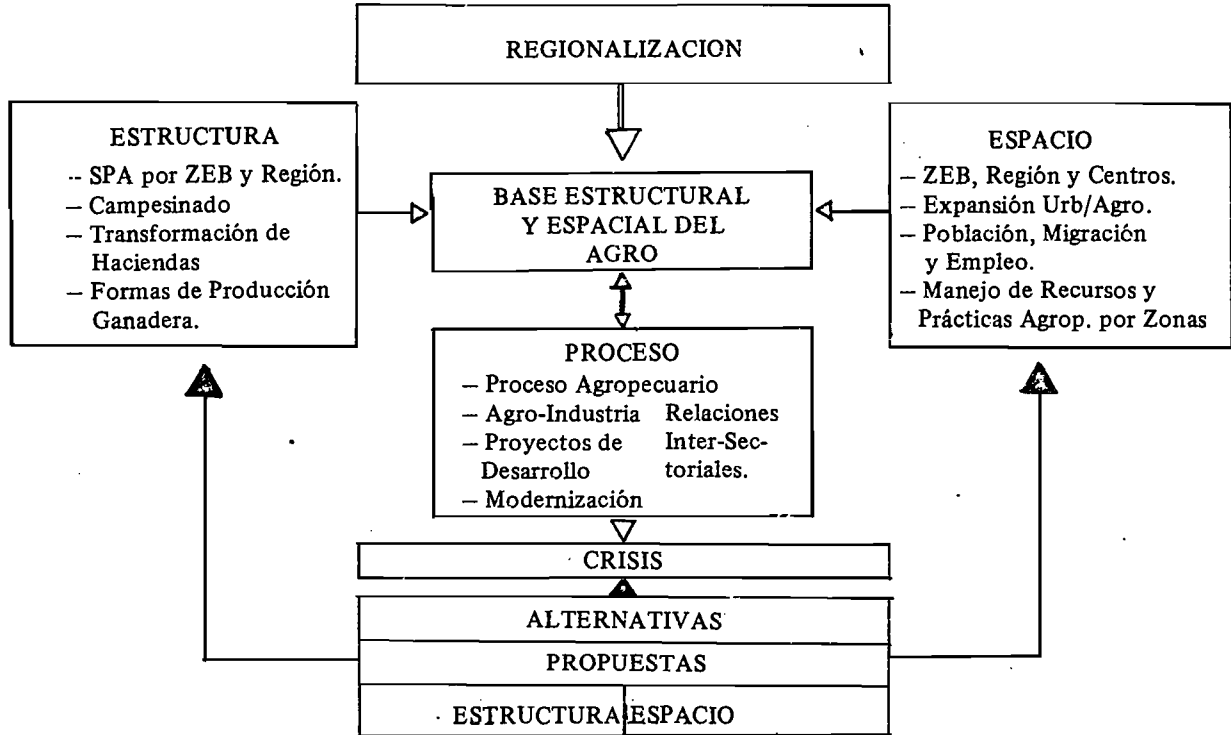 REGIONALIZACION
ESTRUCTURA
-- SPA por ZEB y Región.
– Campesinado
– Transformación de
Haciendas
– Formas de Producción
Ganadera.
BASE ESTRUCTURAL
Y ESPACIAL DEL
AGRO
ESPACIO
– ZEB, Región y Centros.
– Expansión Urb/Agro.
– Población, Migración
y Empleo.
– Manejo de Recursos y
Prácticas Agrop. por Zonas
PROCESO
– Proceso Agropecuario
– Agro-Industria Relaciones
– Proyectos de Inter-Sec-
Desarrollo toriales.
– Modernización
CRISIS
ALTERNATIVAS
PROPUESTAS
ESTRUCTURA ESPACIO